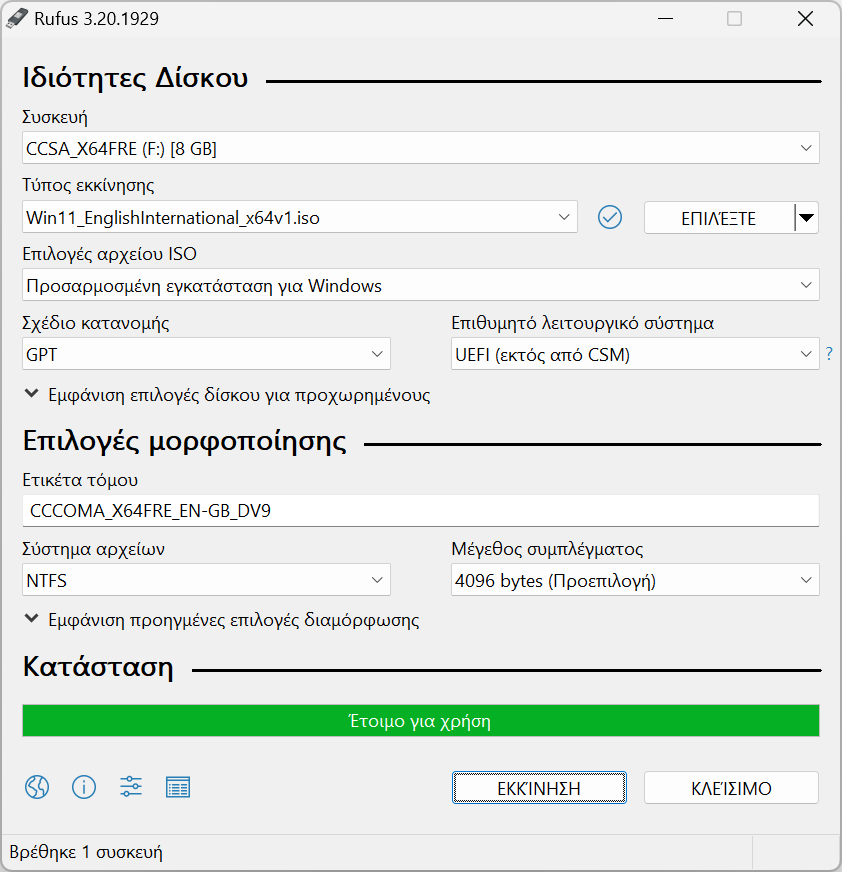 Rufus 3.20.1929
Ιδιότητες Δίσκου
Συσκευή
CCSA_X64FRE (F:) [8 GB]
Τύπος εκκίνησης
Win11_EnglishInternational_x64v1.iso
ΕΠΙΛΈΞΤΕ
Επιλογές αρχείου ISO
Προσαρμοσμένη εγκατάσταση για Windows
Σχέδιο κατανομής
Επιθυμητό λειτουργικό σύστημα
GPT
UEFI (εκτός από CSM)
?
Εμφάνιση επιλογές δίσκου για προχωρημένους
Επιλογές μορφοποίησης
Ετικέτα τόμου
CCCOMA_X64FRE_EN-GB_DV9
Σύστημα αρχείων
Μέγεθος συμπλέγματος
NTFS
4096 bytes (Προεπιλογή)
Εμφάνιση προηγμένες επιλογές διαμόρφωσης
Κατάσταση
Έτοιμο για χρήση
ΕΚΚΊΝΗΣΗ
ΚΛΕΊΣΙΜΟ
Βρέθηκε 1 συσκευή